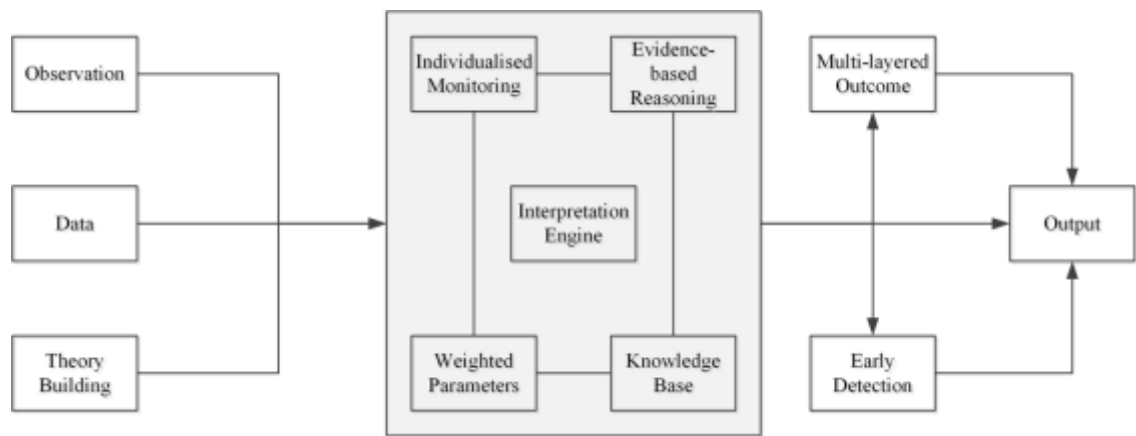 Observation
Data
Theory
Building
Individualised
Monitoring
Evidence-
based
Reasoning
Interpretation
Engine
Weighted
Parameters
Knowledge
Base
Multi-layered
Outcome
Early
Detection
Output